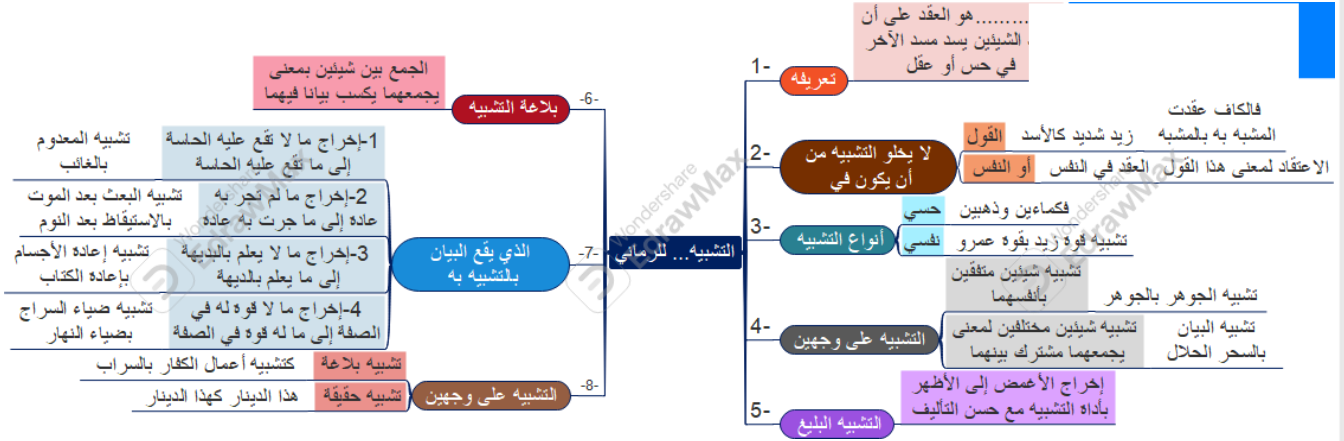 التشبيه... للرماني
1-
تعريفه
.........هو العقد على أن
الشيئين يسد مسد الآخر
في حس أو عقل
2-
لا يخلو التشبيه من
أن يكون في
القول
زيد شديد كالأسد
فالكاف عقدت
المشبه به بالمشبه
أو النفس
العقد في النفس
الاعتقاد لمعنى هذا القول
3-
أنواع التشبيه
حسي
فكماءين وذهبين
نفسي
تشبيه قوة زيد بقوة عمرو
4-
التشبيه على وجهين
تشبيه شيئين متفقين
بأنفسهما
تشبيه الجوهر بالجوهر
تشبيه شيئين مختلفين لمعنى
يجمعهما مشترك بينهما
تشبيه البيان
بالسحر الحلال
5-
التشبيه البليغ
إخراج الأغمض إلى الأظهر
بأداة التشبيه مع حسن التأليف
-6-
بلاغة التشبيه
الجمع بين شيئين بمعنى
يجمعهما يكسب بيانا فيهما
-7-
الذي يقع البيان
بالتشبيه به
1-إخراج ما لا تقع عليه الحاسة
إلى ما تقع عليه الحاسة
تشبيه المعدوم
بالغائب
2-إخراج ما لم تجر به
عادة إلى ما جرت به عادة
تشبيه البعث بعد الموت
بالاستيقاظ بعد النوم
3-إخراج ما لا يعلم بالبديهة
إلى ما يعلم بالديهة
تشبيه إعادة الأجسام
بإعادة الكتاب
4-إخراج ما لا قوة له في
الصفة إلى ما له قوة في الصفة
تشبيه ضياء السراج
بضياء النهار
-8-
التشبيه على وجهين
تشبيه بلاغة
كتشبيه أعمال الكفار بالسراب
تشبيه حقيقة
هذا الدينار كهذا الدينار
Wondershare
EdrawMax
Wondershare
EdrawMax